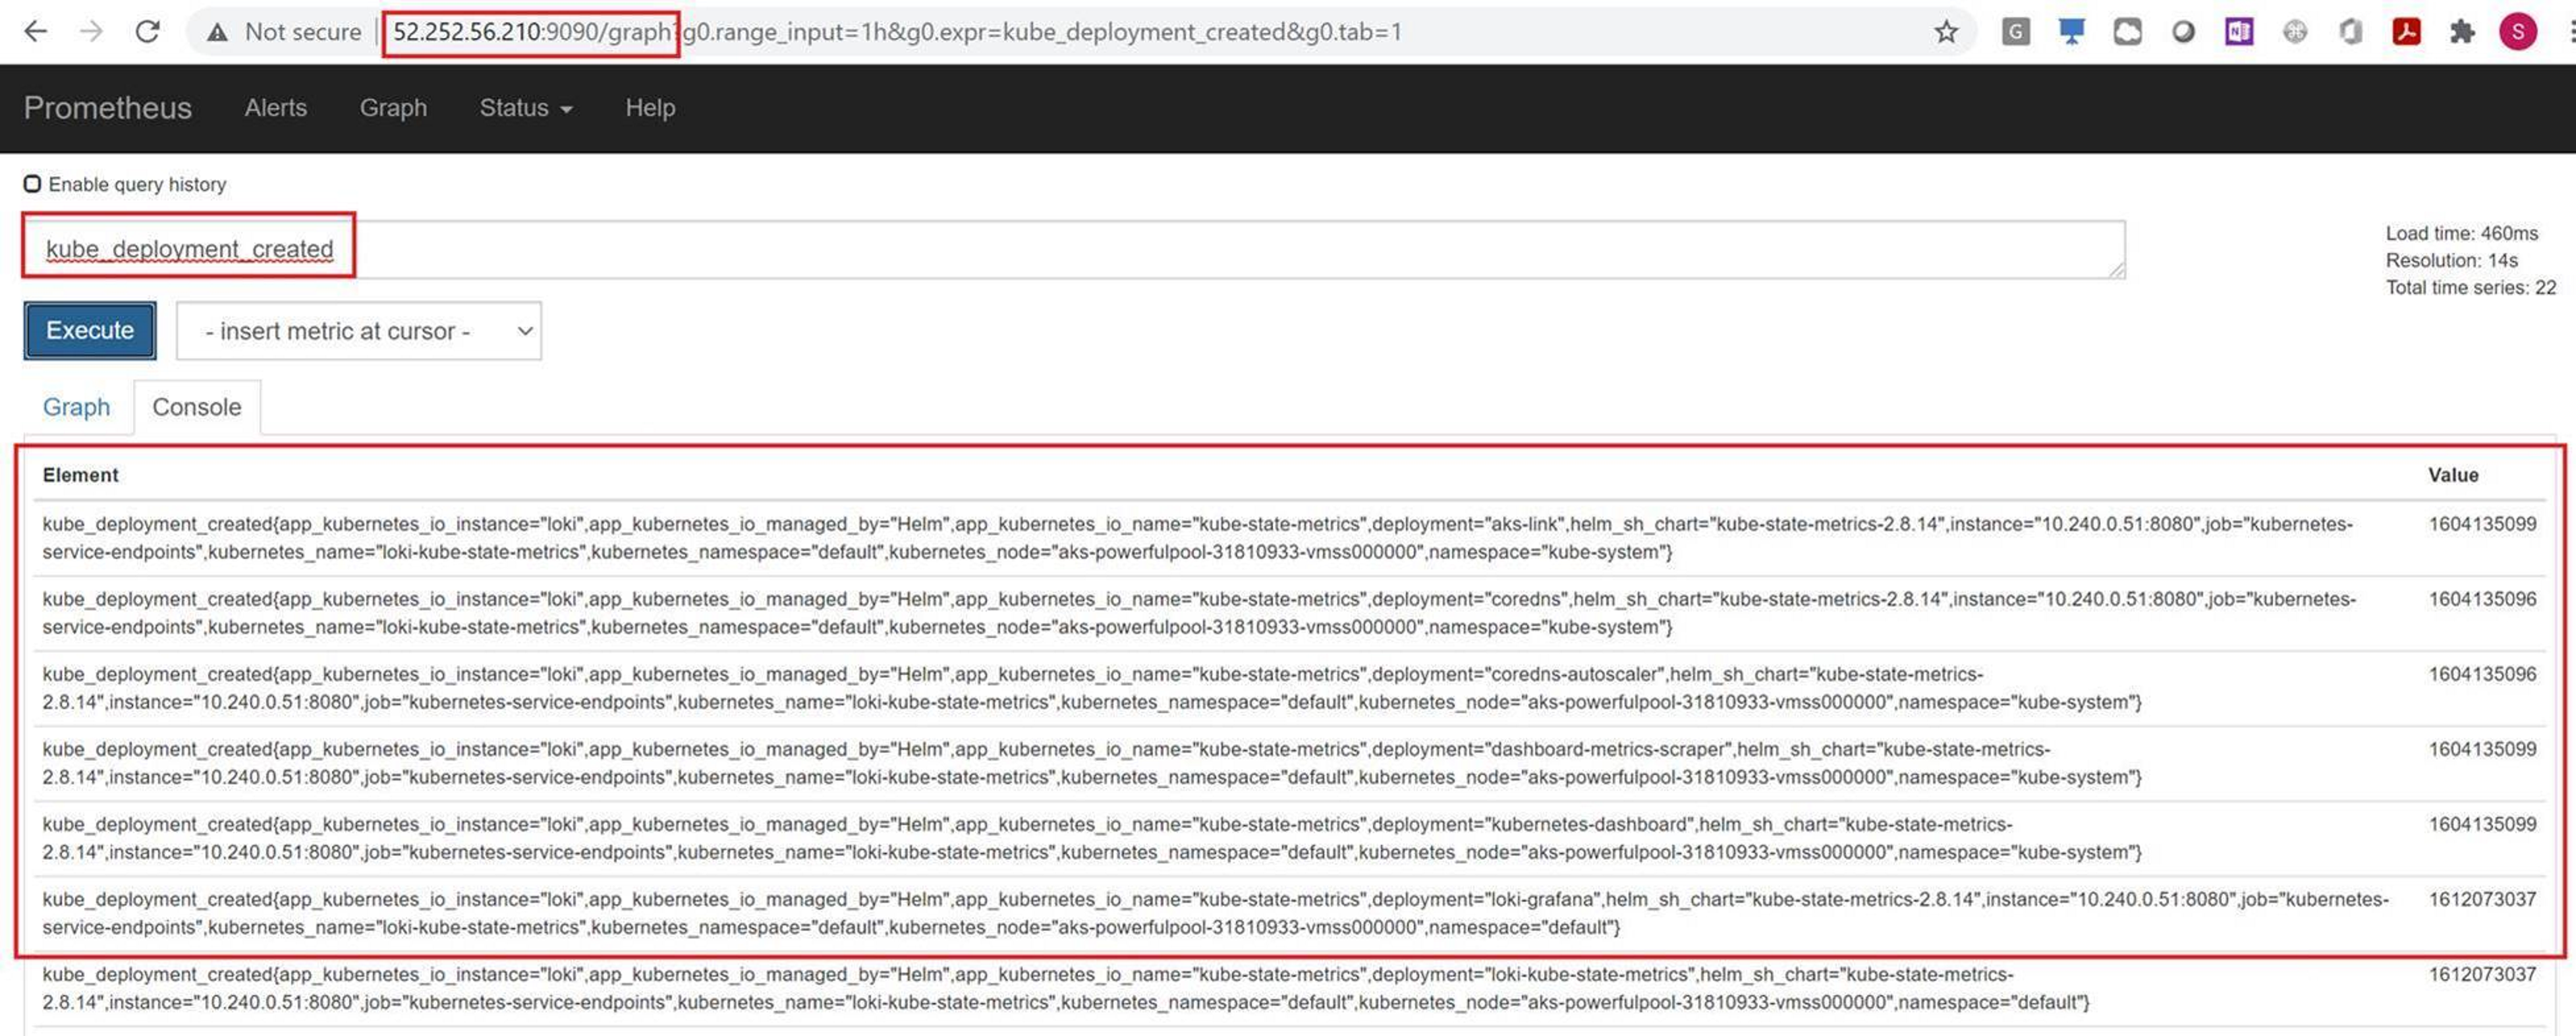 Not secure | 52.252.56.210:9090/graph?g0.range_input=1h&g0.expr=kube_deployment_created&g0.tab=1
G
N
S
Prometheus Alerts Graph Status Help
Enable query history
kube_deployment_created
Load time: 460ms
Resolution: 14s
Total time series: 22
Execute - insert metric at cursor -
Graph Console
Element Value
kube_deployment_created{app_kubernetes_io_instance="loki",app_kubernetes_io_managed_by="Helm",app_kubernetes_io_name="kube-state-metrics",deployment="aks-link",helm_sh_chart="kube-state-metrics-2.8.14",instance="10.240.0.51:8080",job="kubernetes- 1604135099
service-endpoints",kubernetes_name="loki-kube-state-metrics",kubernetes_namespace="default",kubernetes_node="aks-powerfulpool-31810933-vmss000000",namespace="kube-system"}
kube_deployment_created{app_kubernetes_io_instance="loki",app_kubernetes_io_managed_by="Helm",app_kubernetes_io_name="kube-state-metrics",deployment="coredns",helm_sh_chart="kube-state-metrics-2.8.14",instance="10.240.0.51:8080",job="kubernetes- 1604135096
service-endpoints",kubernetes_name="loki-kube-state-metrics",kubernetes_namespace="default",kubernetes_node="aks-powerfulpool-31810933-vmss000000",namespace="kube-system"}
kube_deployment_created{app_kubernetes_io_instance="loki",app_kubernetes_io_managed_by="Helm",app_kubernetes_io_name="kube-state-metrics",deployment="coredns-autoscaler",helm_sh_chart="kube-state-metrics- 1604135096
2.8.14",instance="10.240.0.51:8080",job="kubernetes-service-endpoints",kubernetes_name="loki-kube-state-metrics",kubernetes_namespace="default",kubernetes_node="aks-powerfulpool-31810933-vmss000000",namespace="kube-system"}
kube_deployment_created{app_kubernetes_io_instance="loki",app_kubernetes_io_managed_by="Helm",app_kubernetes_io_name="kube-state-metrics",deployment="dashboard-metrics-scraper",helm_sh_chart="kube-state-metrics- 1604135099
2.8.14",instance="10.240.0.51:8080",job="kubernetes-service-endpoints",kubernetes_name="loki-kube-state-metrics",kubernetes_namespace="default",kubernetes_node="aks-powerfulpool-31810933-vmss000000",namespace="kube-system"}
kube_deployment_created{app_kubernetes_io_instance="loki",app_kubernetes_io_managed_by="Helm",app_kubernetes_io_name="kube-state-metrics",deployment="kubernetes-dashboard",helm_sh_chart="kube-state-metrics- 1604135099
2.8.14",instance="10.240.0.51:8080",job="kubernetes-service-endpoints",kubernetes_name="loki-kube-state-metrics",kubernetes_namespace="default",kubernetes_node="aks-powerfulpool-31810933-vmss000000",namespace="kube-system"}
kube_deployment_created{app_kubernetes_io_instance="loki",app_kubernetes_io_managed_by="Helm",app_kubernetes_io_name="kube-state-metrics",deployment="loki-grafana",helm_sh_chart="kube-state-metrics-2.8.14",instance="10.240.0.51:8080",job="kubernetes- 1612073037
service-endpoints",kubernetes_name="loki-kube-state-metrics",kubernetes_namespace="default",kubernetes_node="aks-powerfulpool-31810933-vmss000000",namespace="default"}
kube_deployment_created{app_kubernetes_io_instance="loki",app_kubernetes_io_managed_by="Helm",app_kubernetes_io_name="kube-state-metrics",deployment="loki-kube-state-metrics",helm_sh_chart="kube-state-metrics- 1612073037
2.8.14",instance="10.240.0.51:8080",job="kubernetes-service-endpoints",kubernetes_name="loki-kube-state-metrics",kubernetes_namespace="default",kubernetes_node="aks-powerfulpool-31810933-vmss000000",namespace="default"}